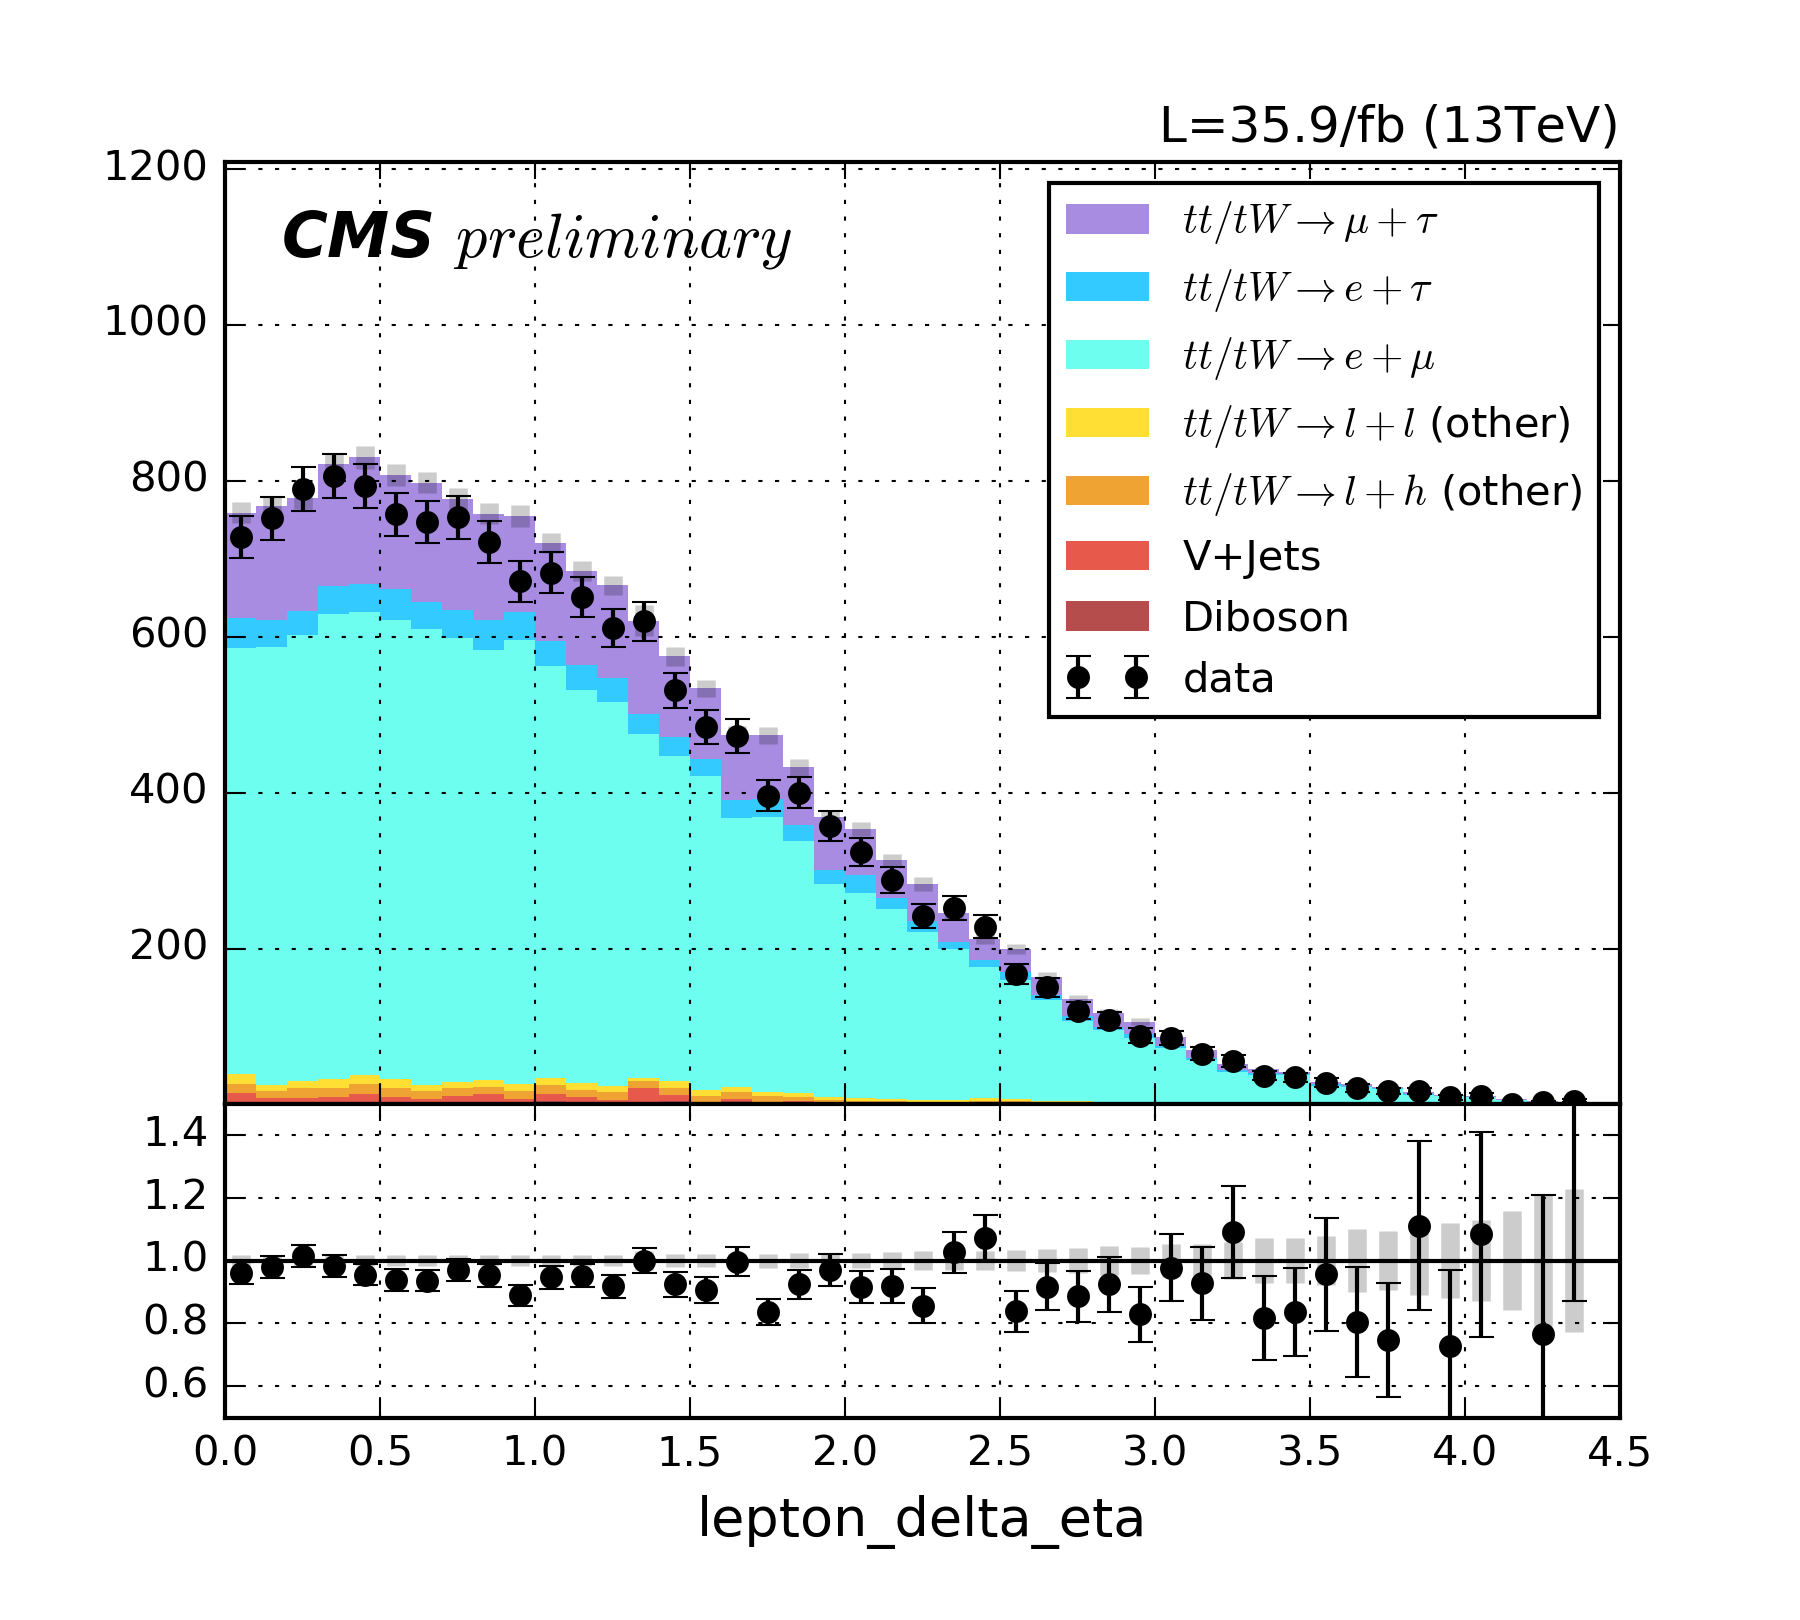 L=35.9/fb (13TeV)
CMS preliminary
1200
1000
800
600
400
200
tt/tW → μ + τ
tt/tW → e + τ
tt/tW → e + μ
tt/tW → l + l (other)
tt/tW → l + h (other)
V+Jets
Diboson
data
1.4
1.2
1.0
0.8
0.6
0.0 0.5 1.0 1.5 2.0 2.5 3.0 3.5 4.0 4.5
lepton_delta_eta